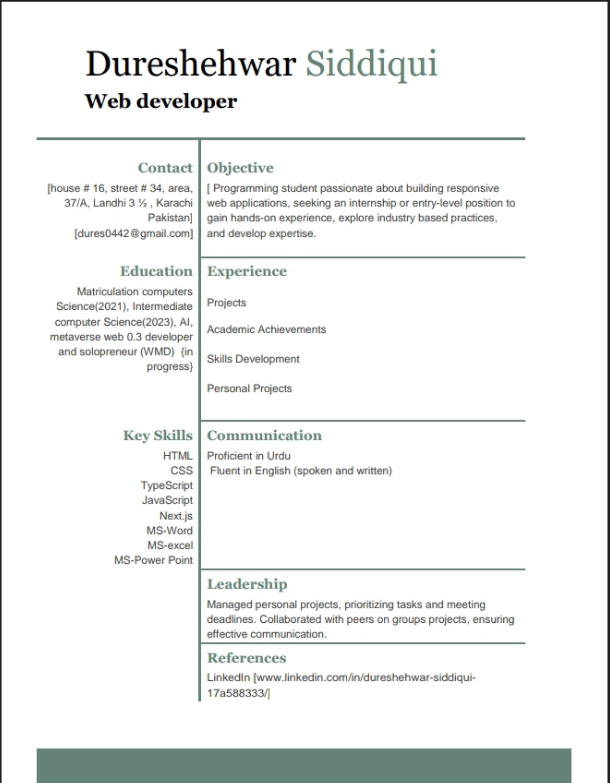 Dureshehwar Siddiqui
Web developer
Contact
[house # 16, street # 34, area,
37/A, Landhi 3 ½ , Karachi
Pakistan]
[dures0442@gmail.com]
Objective
[ Programming student passionate about building responsive
web applications, seeking an internship or entry-level position to
gain hands-on experience, explore industry based practices,
and develop expertise.
Education
Matriculation computers
Science(2021), Intermediate
computer Science(2023), AI,
metaverse web 0.3 developer
and solopreneur (WMD)  {in
progress}
Experience
Projects
Academic Achievements
Skills Development
Personal Projects
Key Skills
HTML
CSS
TypeScript
JavaScript
Next.js
MS-Word
MS-excel
MS-Power Point
Communication
Proficient in Urdu
Fluent in English (spoken and written)
Leadership
Managed personal projects, prioritizing tasks and meeting
deadlines. Collaborated with peers on groups projects, ensuring
effective communication.
References
LinkedIn [www.linkedin.com/in/dureshehwar-siddiqui-
17a588333/]